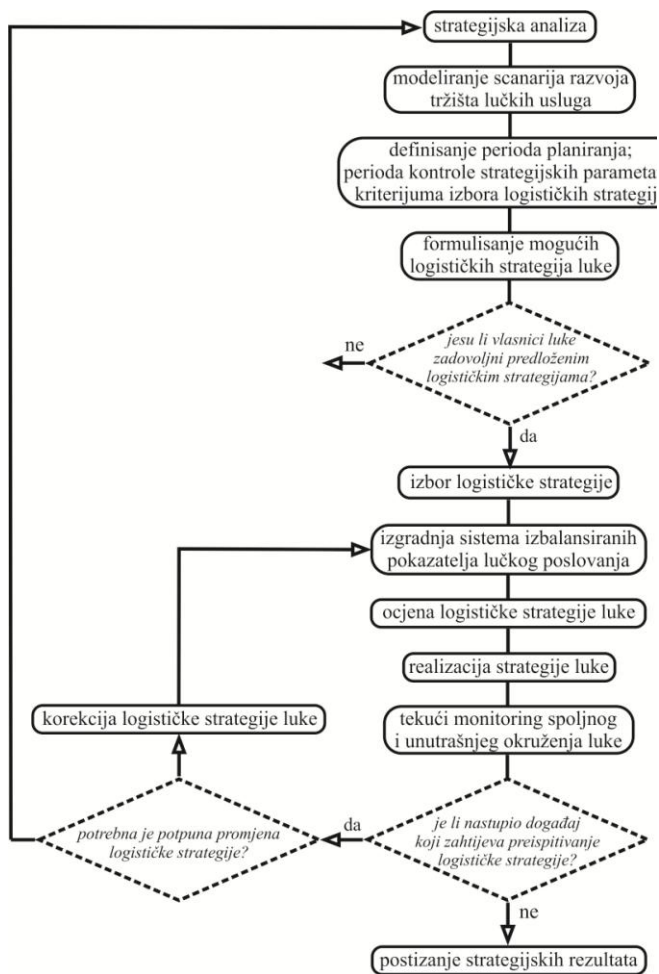 strategijska analiza
modeliranje scenarija razvoja
tržišta lučkih usluga
definisanje perioda planiranja;
perioda kontrole strategijskih parameta
kriterijuma izbora logističkih strategij
formulisanje mogućih
logističkih strategija luke
jesu li vlasnici luke
zadovoljni predloženim
logističkim strategijama?
ne
da
izbor logističke strategije
izgradnja sistema izbalansiranih
pokazatelja lučkog poslovanja
ocjena logističke strategije luke
realizacija strategije luke
tekući monitoring spoljnog
i unutrašnjeg okruženja luke
je li nastupio događaj
koji zahtijeva preispitivanje
logističke strategije?
da
potrebna je potpuna promjena
logističke strategije?
korekcija logističke strategije luke
ne
postizanje strategijskih rezultata